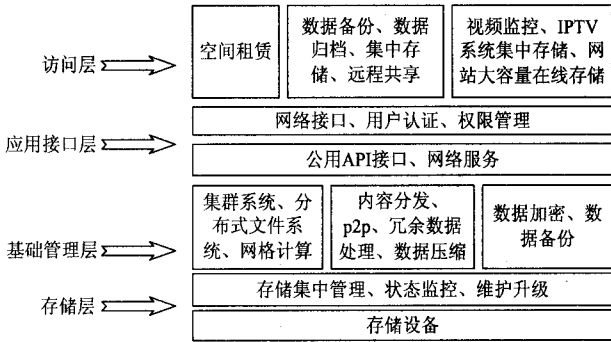 访问层
空间租赁
数据备份、数据
归档、集中存
储、远程共享
视频监控、IPTV
系统集中存储、网
站大容量在线存储
应用接口层
网络接口、用户认证、权限管理
公用API接口、网络服务
基础管理层
集群系统、分
布式文件系
统、网格计算
内容分发、
p2p、冗余数据
处理、数据压缩
数据加密、数
据备份
存储层
存储集中管理、状态监控、维护升级
存储设备